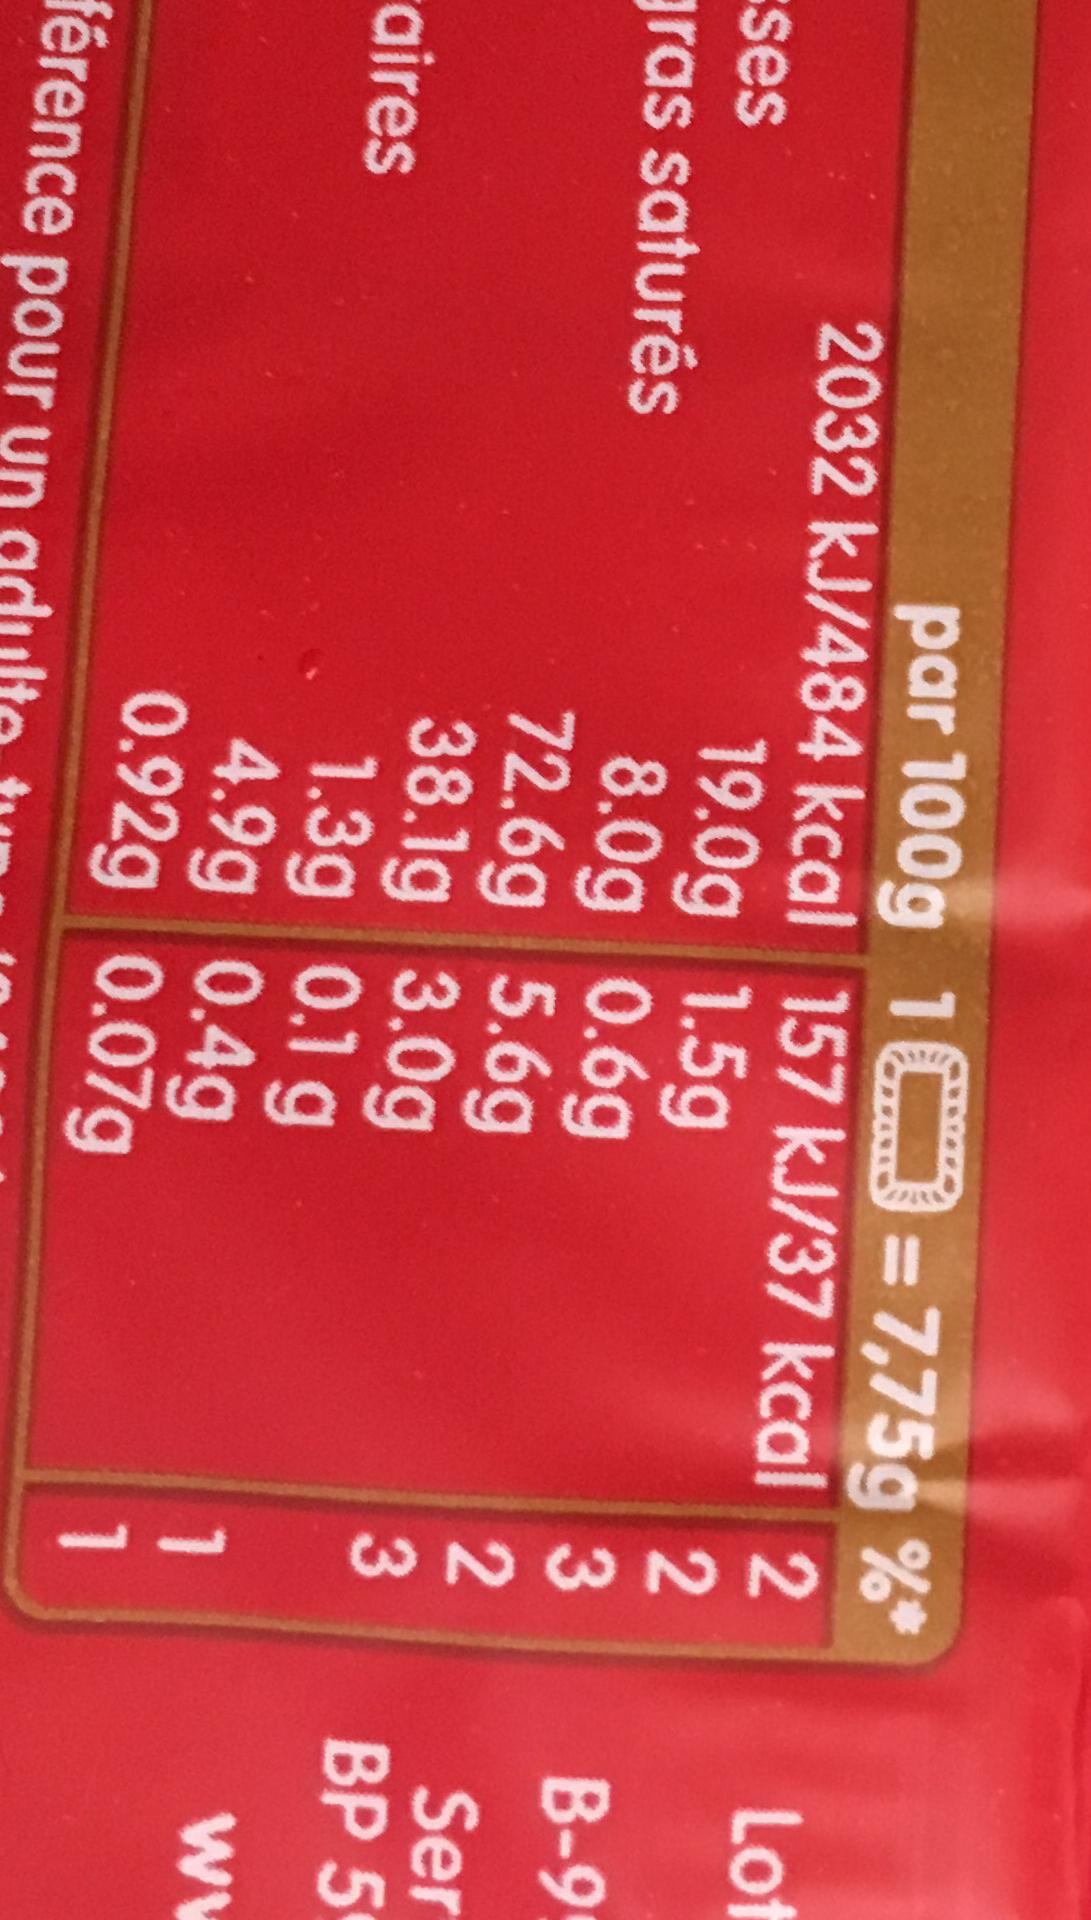 par 100g 1 = 7,75g %*
2032 kJ/484 kcal 157 kJ/37 kcal 2
sses 19.0g 1.5g 2
gras saturés 8.0g 0.6g 3
72.6g 5.6g 2
aires 38.1g 3.0g 3
1.3g 0.1 g
4.9g 0.4g 1
0.92g 0.07g 1
férence pour un adulte
Lot
B-9
Ser
BP 5